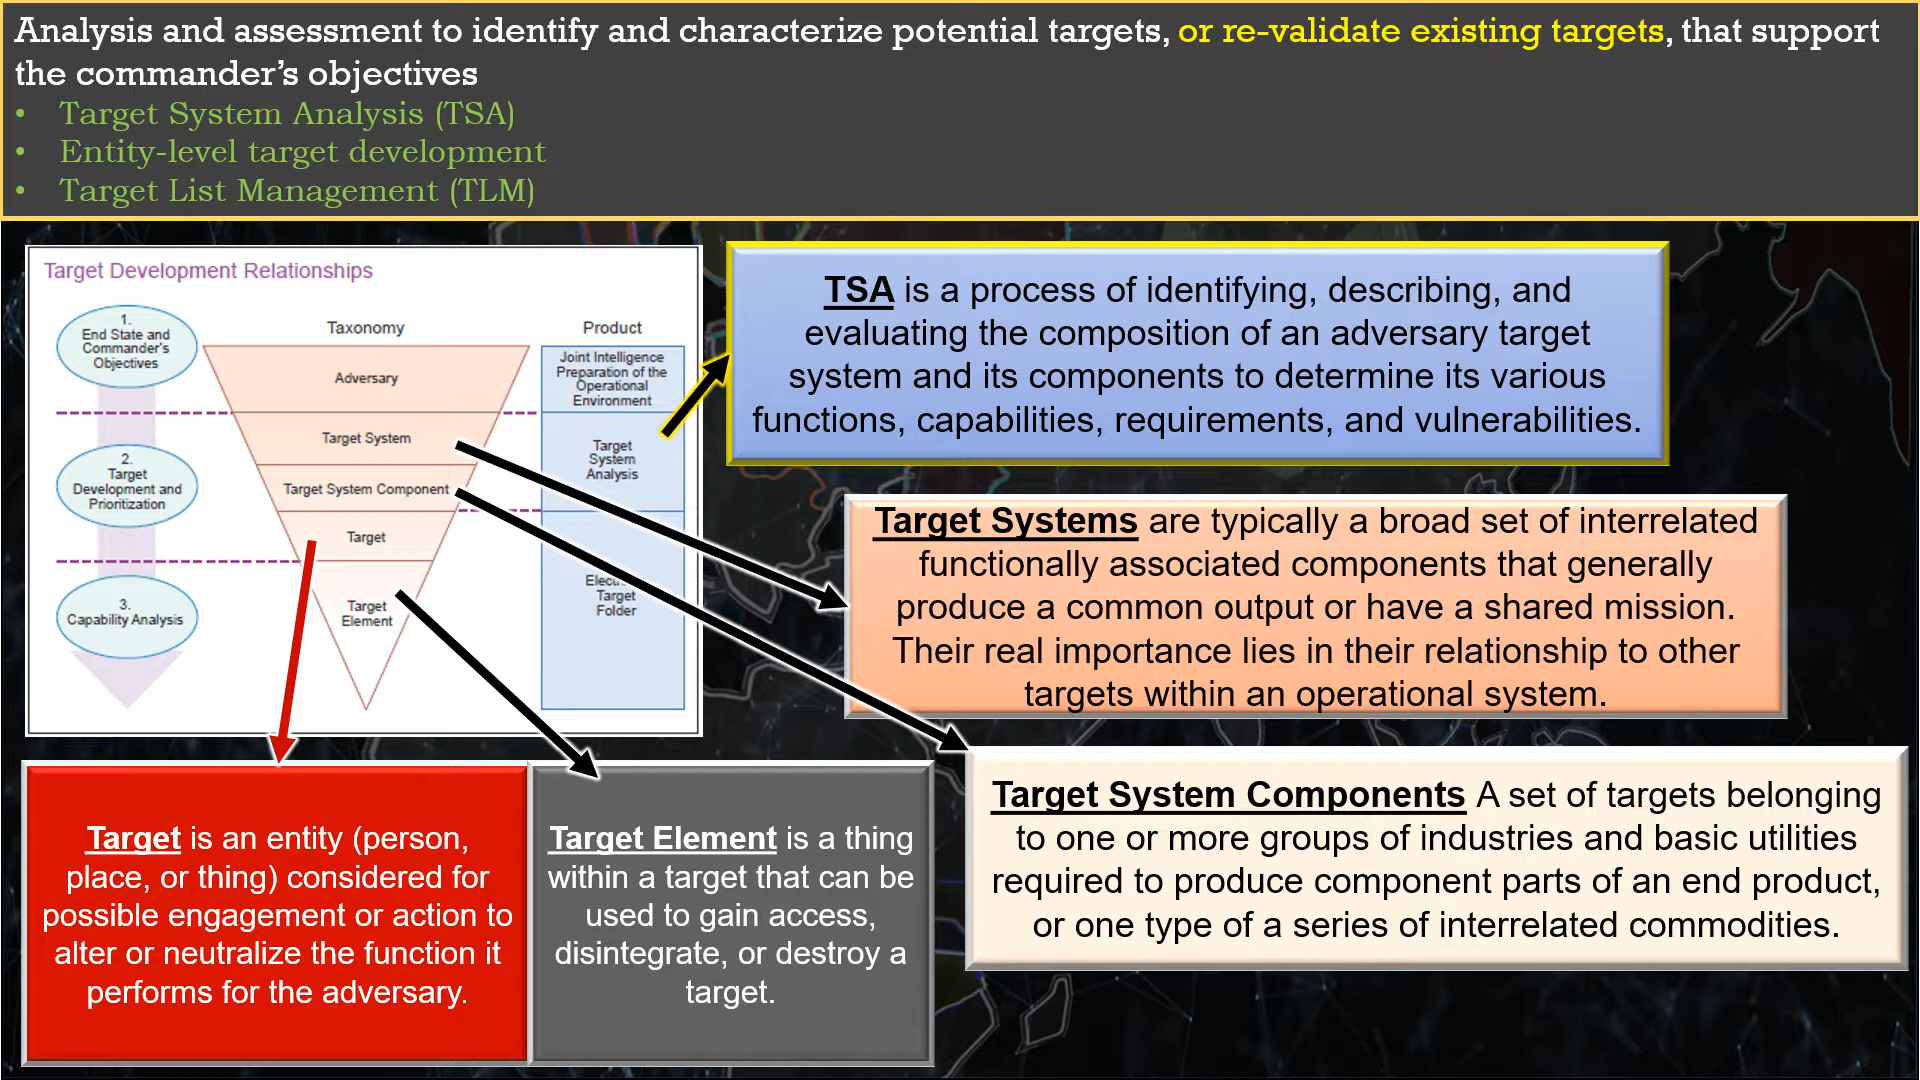 Analysis and assessment to identify and characterize potential targets, or re-validate existing targets, that support
the commander's objectives
• Target System Analysis (TSA)
• Entity-level target development
• Target List Management (TLM)
Target Development Relationships
Taxonomy
Product
1.
End State and
Commander's
Objectives
2.
Target
Development and
Prioritization
3.
Capability Analysis
Adversary
Target System
Target System Component
Target
Target
Element
Joint Intelligence
Preparation of the
Operational
Environment
Target
System
Analysis
Target
Folder
TSA is a process of identifying, describing, and
evaluating the composition of an adversary target
system and its components to determine its various
functions, capabilities, requirements, and vulnerabilities.
Target Systems are typically a broad set of interrelated
functionally associated components that generally
produce a common output or have a shared mission.
Their real importance lies in their relationship to other
targets within an operational system.
Target System Components A set of targets belonging
to one or more groups of industries and basic utilities
required to produce component parts of an end product,
or one type of a series of interrelated commodities.
Target is an entity (person,
place, or thing) considered for
possible engagement or action to
alter or neutralize the function it
performs for the adversary.
Target Element is a thing
within a target that can be
used to gain access,
disintegrate, or destroy a
target.